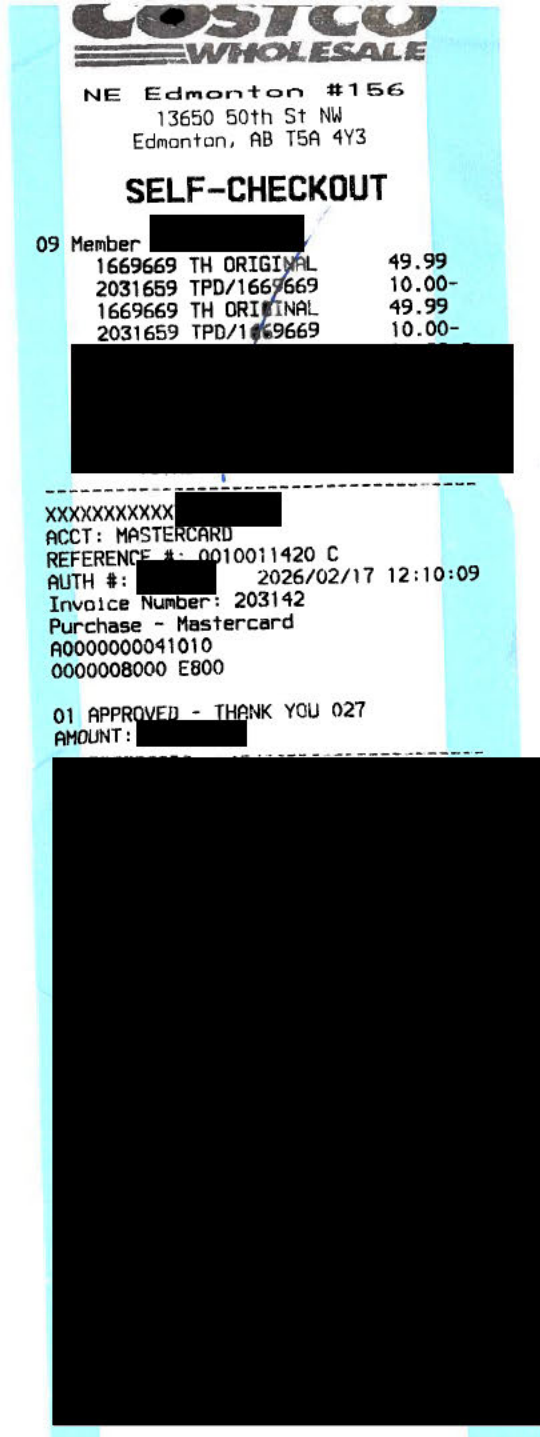 COSTCO
WHOLESALE
NE Edmonton #156
13650 50th St NW
Edmonton, AB T5A 4Y3
SELF-CHECKOUT
09 Member
1669669 TH ORIGINAL 49.99
2031659 TPD/1669669 10.00-
1669669 TH ORIGINAL 49.99
2031659 TPD/1669669 10.00-
XXXXXXXXXXX
ACCT: MASTERCARD
REFERENCE #: 0010011420 C
AUTH #: 2026/02/17 12:10:09
Invoice Number: 203142
Purchase - Mastercard
A0000000041010
0000008000 E800
01 APPROVED - THANK YOU 027
AMOUNT: